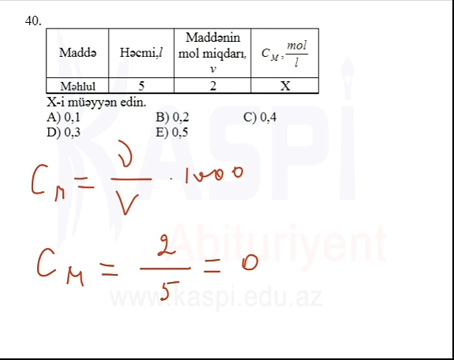 40.
Maddə Həcmi,l Maddənin mol miqdarı, ν C_M, mol/l
Məhlul 5 2 X
X-i müəyyən edin.
A) 0,1 B) 0,2 C) 0,4
D) 0,3 E) 0,5
C_M = ν/V · 1000
C_M = 2/5 = 0
KASPİ
Abituriyent
www.kaspi.edu.az